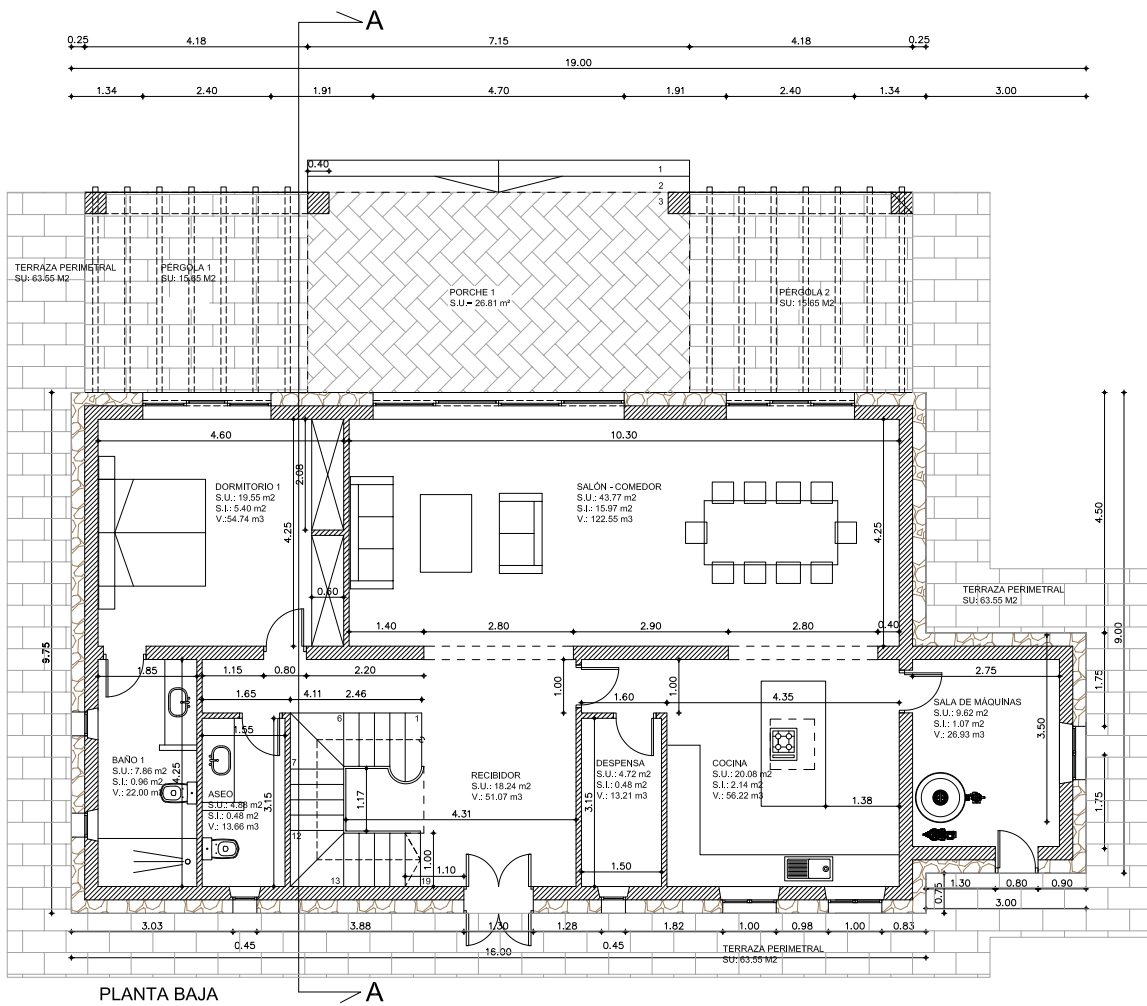 A
0.25 4.18 7.15 4.18 0.25
19.00
1.34 2.40 1.91 4.70 1.91 2.40 1.34 3.00
0.40
1
2
3
TERRAZA PERIMETRAL
SU: 63.55 M2
PÉRGOLA 1
SU: 15.65 M2
PORCHE 1
S.U.= 26.81 m²
PÉRGOLA 2
SU: 15.65 M2
4.60 10.30
2.08
DORMITORIO 1
S.U.: 19.55 m2
S.I.: 5.40 m2
V.:54.74 m3
SALÓN - COMEDOR
S.U.: 43.77 m2
S.I.: 15.97 m2
V.: 122.55 m3
4.25
4.25
4.50
0.60
TERRAZA PERIMETRAL
SU: 63.55 M2
9.75
9.00
1.40 2.80 2.90 2.80 0.40
1.85 1.15 0.80 2.20
1.00
1.00
2.75
1.75
1.65 4.11 2.46
1.60 4.35
SALA DE MÁQUINAS
S.U.: 9.62 m2
S.I.: 1.07 m2
V.: 26.93 m3
3.50
6 1
1.55
7
BAÑO 1
S.U.: 7.86 m2
S.I.: 0.96 m2
V.: 22.00 m3
4.25
ASEO
S.U.: 4.88 m2
S.I.: 0.48 m2
V.: 13.66 m3
3.15
1.17
RECIBIDOR
S.U.: 18.24 m2
V.: 51.07 m3
4.31
DESPENSA
S.U.: 4.72 m2
S.I.: 0.48 m2
V.: 13.21 m3
3.15
COCINA
S.U.: 20.08 m2
S.I.: 2.14 m2
V.: 56.22 m3
1.38
1.75
12
1.00
1.10
1.50
13 19
0.75
1.30 0.80 0.90
3.00
3.03 3.88 1.30 1.28 1.82 1.00 0.98 1.00 0.83
0.45 0.45
16.00
TERRAZA PERIMETRAL
SU: 63.55 M2
PLANTA BAJA
A